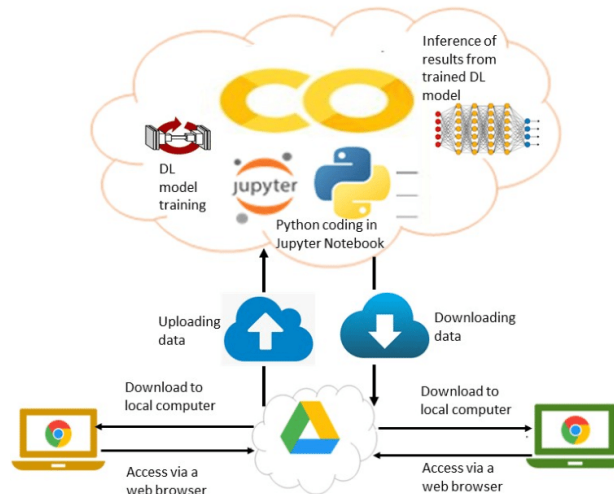 Inference of
results from
trained DL
model
DL
model
training
jupyter
Python coding in
Jupyter Notebook
Uploading
data
Downloading
data
Download to
local computer
Download to
local computer
Access via a
web browser
Access via a
web browser